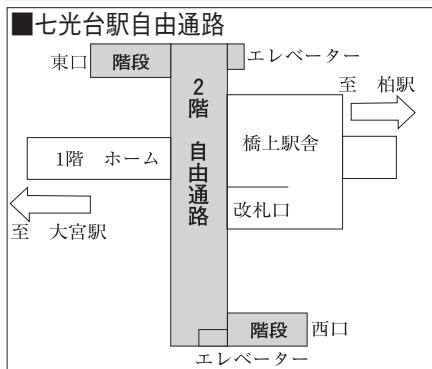 ■七光台駅自由通路
東口
階段
エレベーター
至 柏駅
2階 自由通路
橋上駅舎
1階 ホーム
改札口
至 大宮駅
階段
西口
エレベーター